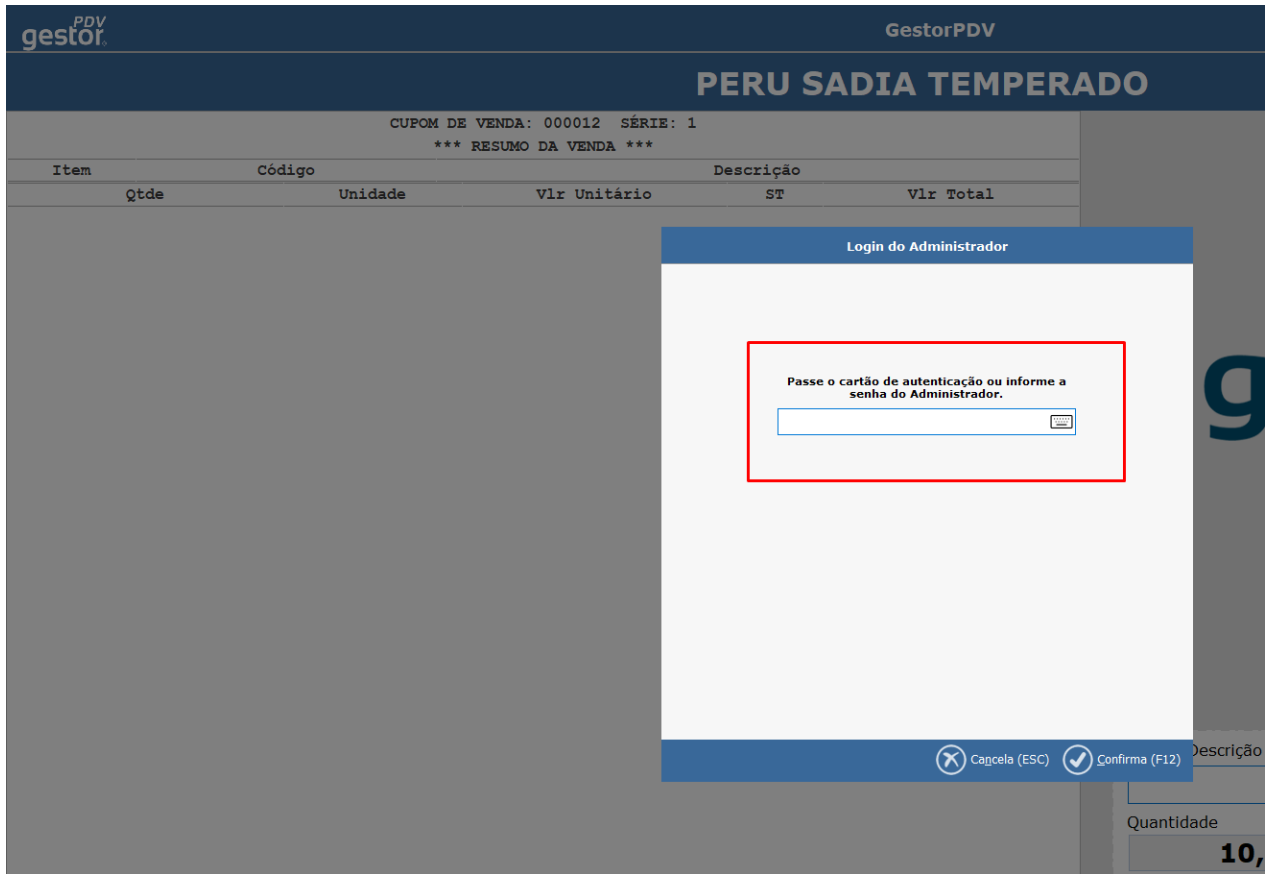 PDV
gestor
GestorPDV
PERU SADIA TEMPERADO
CUPOM DE VENDA: 000012 SÉRIE: 1
*** RESUMO DA VENDA ***
Item Código Descrição
Qtde Unidade Vlr Unitário ST Vlr Total
Login do Administrador
Passe o cartão de autenticação ou informe a
senha do Administrador.
g
Cancela (ESC) Confirma (F12)
Descrição
Quantidade
10,